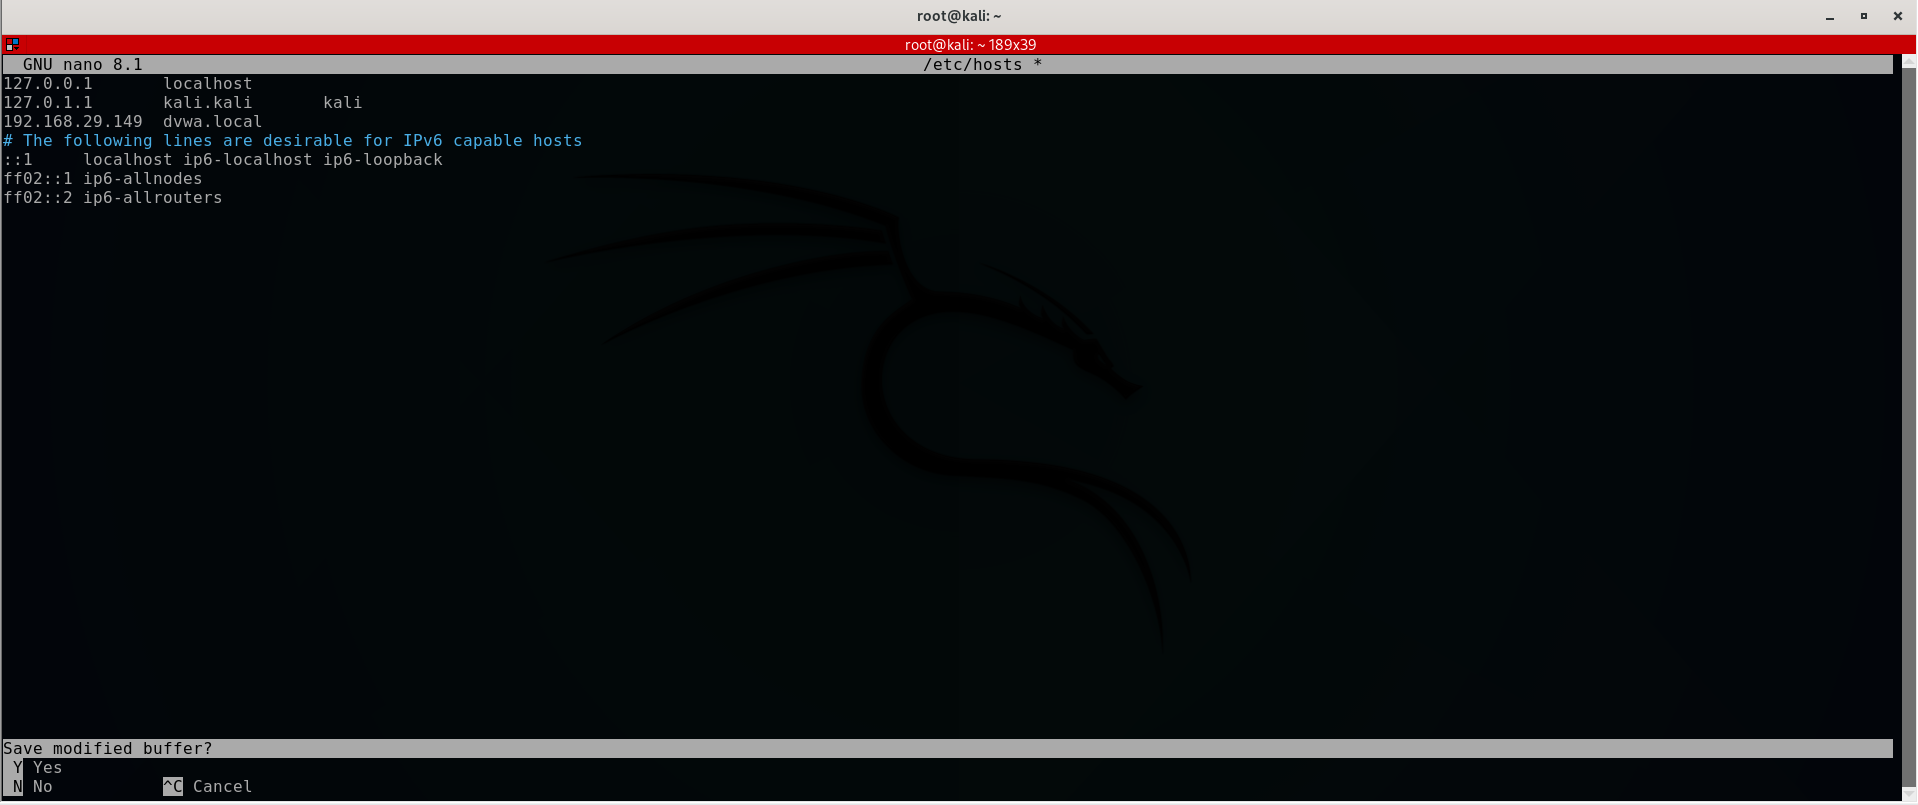 root@kali: ~
root@kali: ~ 189x39
GNU nano 8.1 /etc/hosts *
127.0.0.1 localhost
127.0.1.1 kali.kali kali
192.168.29.149 dvwa.local
# The following lines are desirable for IPv6 capable hosts
::1 localhost ip6-localhost ip6-loopback
ff02::1 ip6-allnodes
ff02::2 ip6-allrouters
Save modified buffer?
Y Yes
N No ^C Cancel